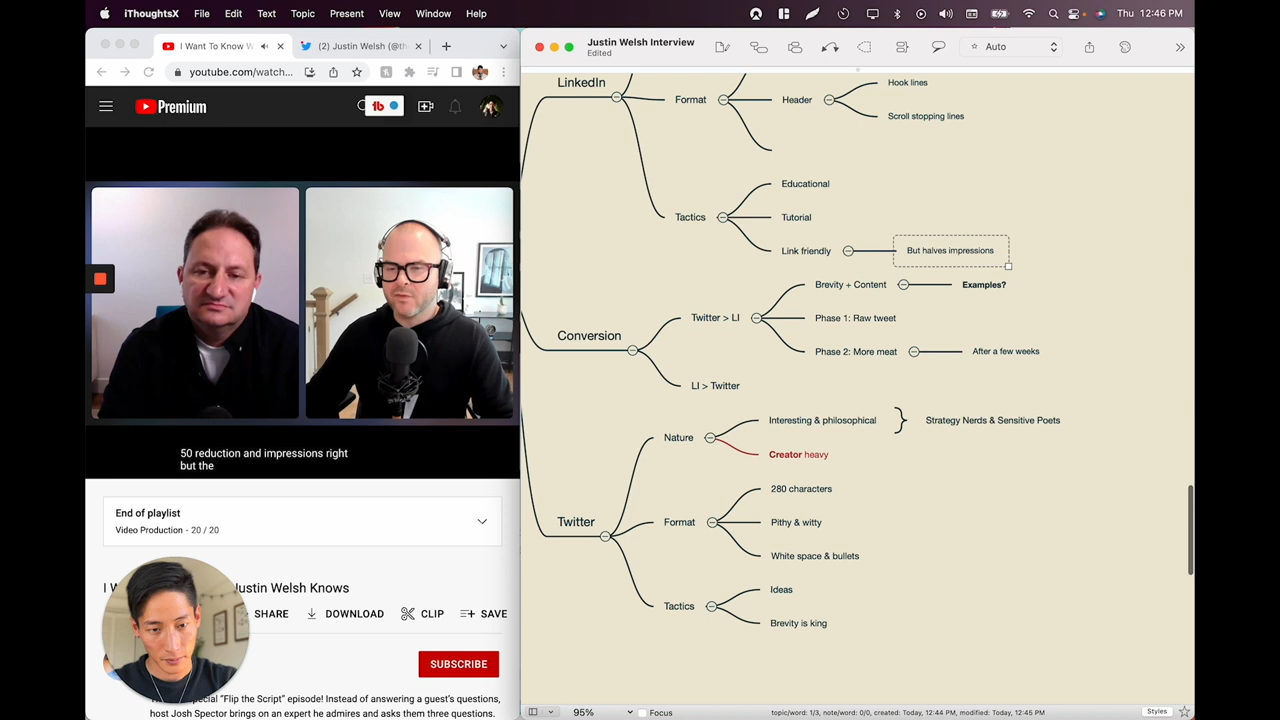 iThoughtsX File Edit Text Topic Present View Window Help
Thu 12:46 PM
I Want To Know W
(2) Justin Welsh (@th
youtube.com/watch...
Premium
50 reduction and impressions right
but the
End of playlist
Video Production - 20 / 20
Justin Welsh Knows
SHARE DOWNLOAD CLIP SAVE
SUBSCRIBE
special "Flip the Script" episode! Instead of answering a guest's questions,
host Josh Spector brings on an expert he admires and asks them three questions.
Justin Welsh Interview
Edited
Auto
LinkedIn
Format
Header
Hook lines
Scroll stopping lines
Tactics
Educational
Tutorial
Link friendly
But halves impressions
Conversion
Twitter > LI
Brevity + Content
Examples?
Phase 1: Raw tweet
Phase 2: More meat
After a few weeks
LI > Twitter
Twitter
Nature
Interesting & philosophical
Strategy Nerds & Sensitive Poets
Creator heavy
Format
280 characters
Pithy & witty
White space & bullets
Tactics
Ideas
Brevity is king
95%
Focus
topic/word: 1/3, note/word: 0/0, created: Today, 12:44 PM, modified: Today, 12:45 PM
Styles